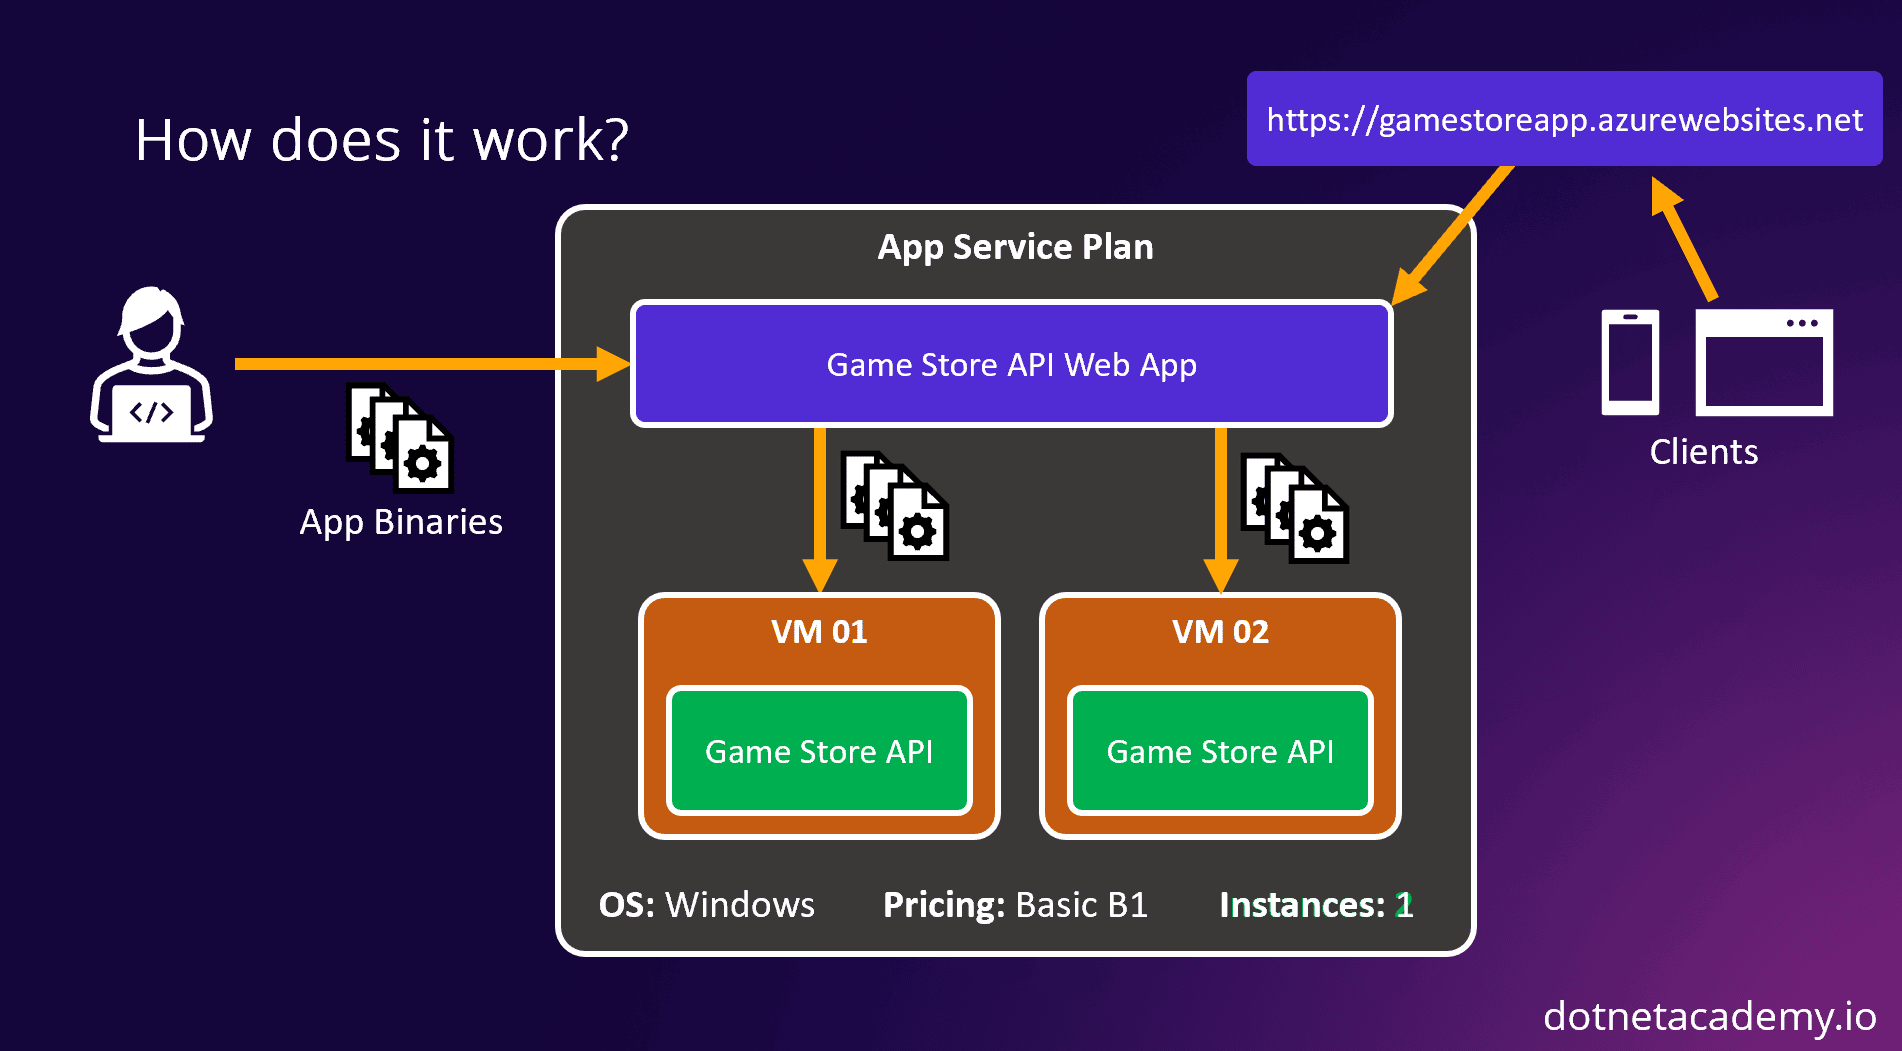 How does it work?
https://gamestoreapp.azurewebsites.net
App Service Plan
Game Store API Web App
</>
App Binaries
Clients
VM 01
VM 02
Game Store API
Game Store API
OS: Windows
Pricing: Basic B1
Instances:
dotnetacademy.io